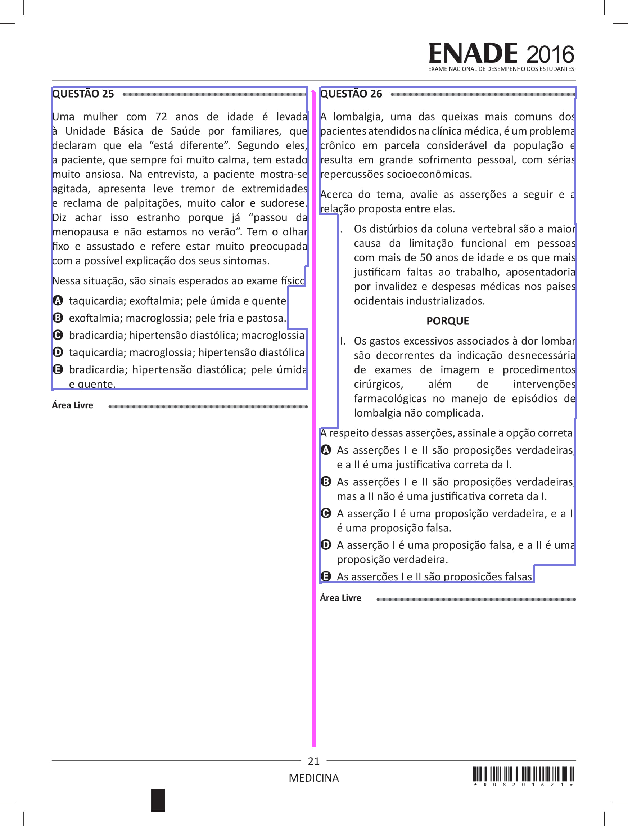 ENADE 2016
EXAME NACIONAL DE DESEMPENHO DOS ESTUDANTES
QUESTÃO 25
Uma mulher com 72 anos de idade é levada
à Unidade Básica de Saúde por familiares, que
declaram que ela “está diferente”. Segundo eles,
a paciente, que sempre foi muito calma, tem estado
muito ansiosa. Na entrevista, a paciente mostra-se
agitada, apresenta leve tremor de extremidades
e reclama de palpitações, muito calor e sudorese.
Diz achar isso estranho porque já “passou da
menopausa e não estamos no verão”. Tem o olhar
fixo e assustado e refere estar muito preocupada
com a possível explicação dos seus sintomas.
Nessa situação, são sinais esperados ao exame físico
A taquicardia; exoftalmia; pele úmida e quente
B exoftalmia; macroglossia; pele fria e pastosa.
C bradicardia; hipertensão diastólica; macroglossia
D taquicardia; macroglossia; hipertensão diastólica
E bradicardia; hipertensão diastólica; pele úmida
e quente.
Área Livre
QUESTÃO 26
A lombalgia, uma das queixas mais comuns dos
pacientes atendidos na clínica médica, é um problema
crônico em parcela considerável da população e
resulta em grande sofrimento pessoal, com sérias
repercussões socioeconômicas.
Acerca do tema, avalie as asserções a seguir e a
relação proposta entre elas.
I. Os distúrbios da coluna vertebral são a maior
causa da limitação funcional em pessoas
com mais de 50 anos de idade e os que mais
justificam faltas ao trabalho, aposentadoria
por invalidez e despesas médicas nos países
ocidentais industrializados.
PORQUE
II. Os gastos excessivos associados à dor lombar
são decorrentes da indicação desnecessária
de exames de imagem e procedimentos
cirúrgicos, além de intervenções
farmacológicas no manejo de episódios de
lombalgia não complicada.
A respeito dessas asserções, assinale a opção correta
A As asserções I e II são proposições verdadeiras,
e a II é uma justificativa correta da I.
B As asserções I e II são proposições verdadeiras,
mas a II não é uma justificativa correta da I.
C A asserção I é uma proposição verdadeira, e a II
é uma proposição falsa.
D A asserção I é uma proposição falsa, e a II é uma
proposição verdadeira.
E As asserções I e II são proposições falsas
Área Livre
21
MEDICINA